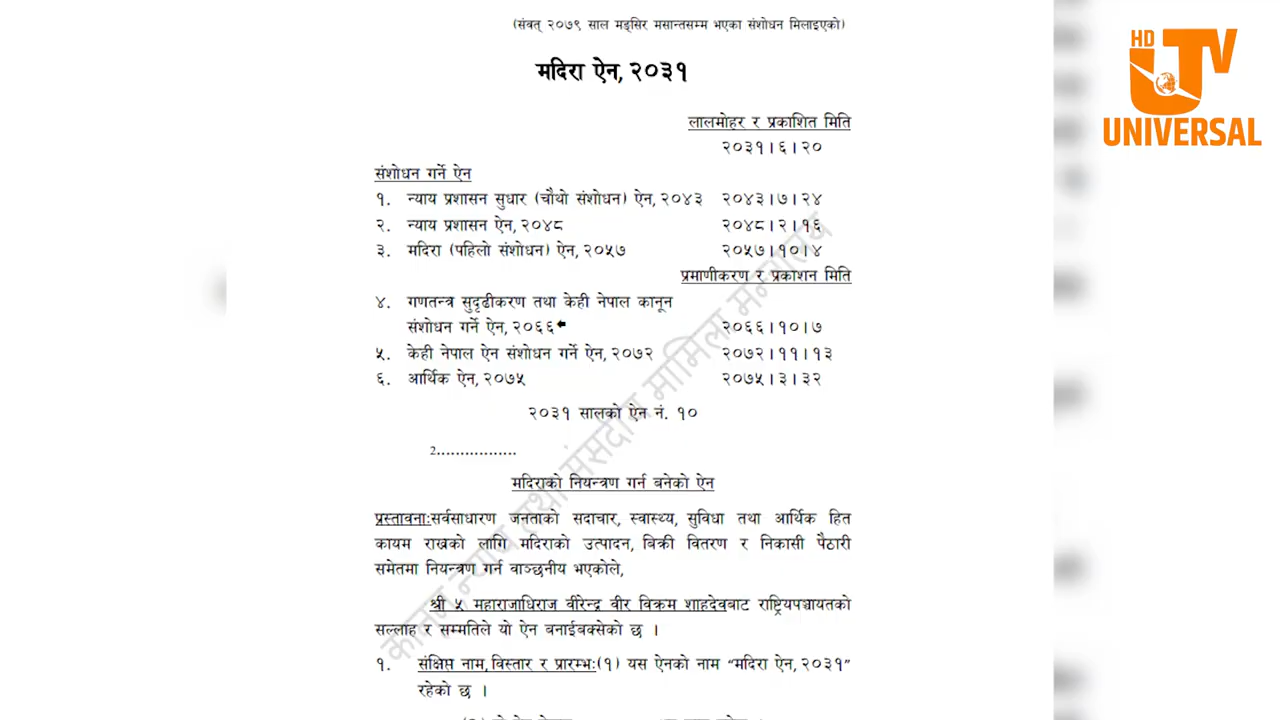 (संवत् २०७९ साल मङ्सिर मसान्तसम्म भएका संशोधन मिलाइएको)
HD
UTV
UNIVERSAL
मदिरा ऐन, २०३१
लालमोहर र प्रकाशित मिति
२०३१।६।२०
संशोधन गर्ने ऐन
१. न्याय प्रशासन सुधार (चौथो संशोधन) ऐन, २०४३ २०४३।७।२४
२. न्याय प्रशासन ऐन, २०४८ २०४८।२।१६
३. मदिरा (पहिलो संशोधन) ऐन, २०५७ २०५७।१०।४
प्रमाणीकरण र प्रकाशन मिति
४. गणतन्त्र सुदृढीकरण तथा केही नेपाल कानून
संशोधन गर्ने ऐन, २०६६ २०६६।१०।७
५. केही नेपाल ऐन संशोधन गर्ने ऐन, २०७२ २०७२।११।१३
६. आर्थिक ऐन, २०७५ २०७५।३।३२
२०३१ सालको ऐन नं. १०
2.................
मदिराको नियन्त्रण गर्न बनेको ऐन
प्रस्तावनाः सर्वसाधारण जनताको सदाचार, स्वास्थ्य, सुविधा तथा आर्थिक हित
कायम राख्नको लागि मदिराको उत्पादन, बिक्री वितरण र निकासी पैठारी
समेतमा नियन्त्रण गर्न वाञ्छनीय भएकोले,
श्री ५ महाराजाधिराज वीरेन्द्र वीर विक्रम शाहदेवबाट राष्ट्रियपञ्चायतको
सल्लाह र सम्मतिले यो ऐन बनाईबक्सेको छ ।
१. संक्षिप्त नाम, विस्तार र प्रारम्भः (१) यस ऐनको नाम "मदिरा ऐन, २०३१"
रहेको छ ।
कानून न्याय तथा संसदीय मामिला मन्त्रालय